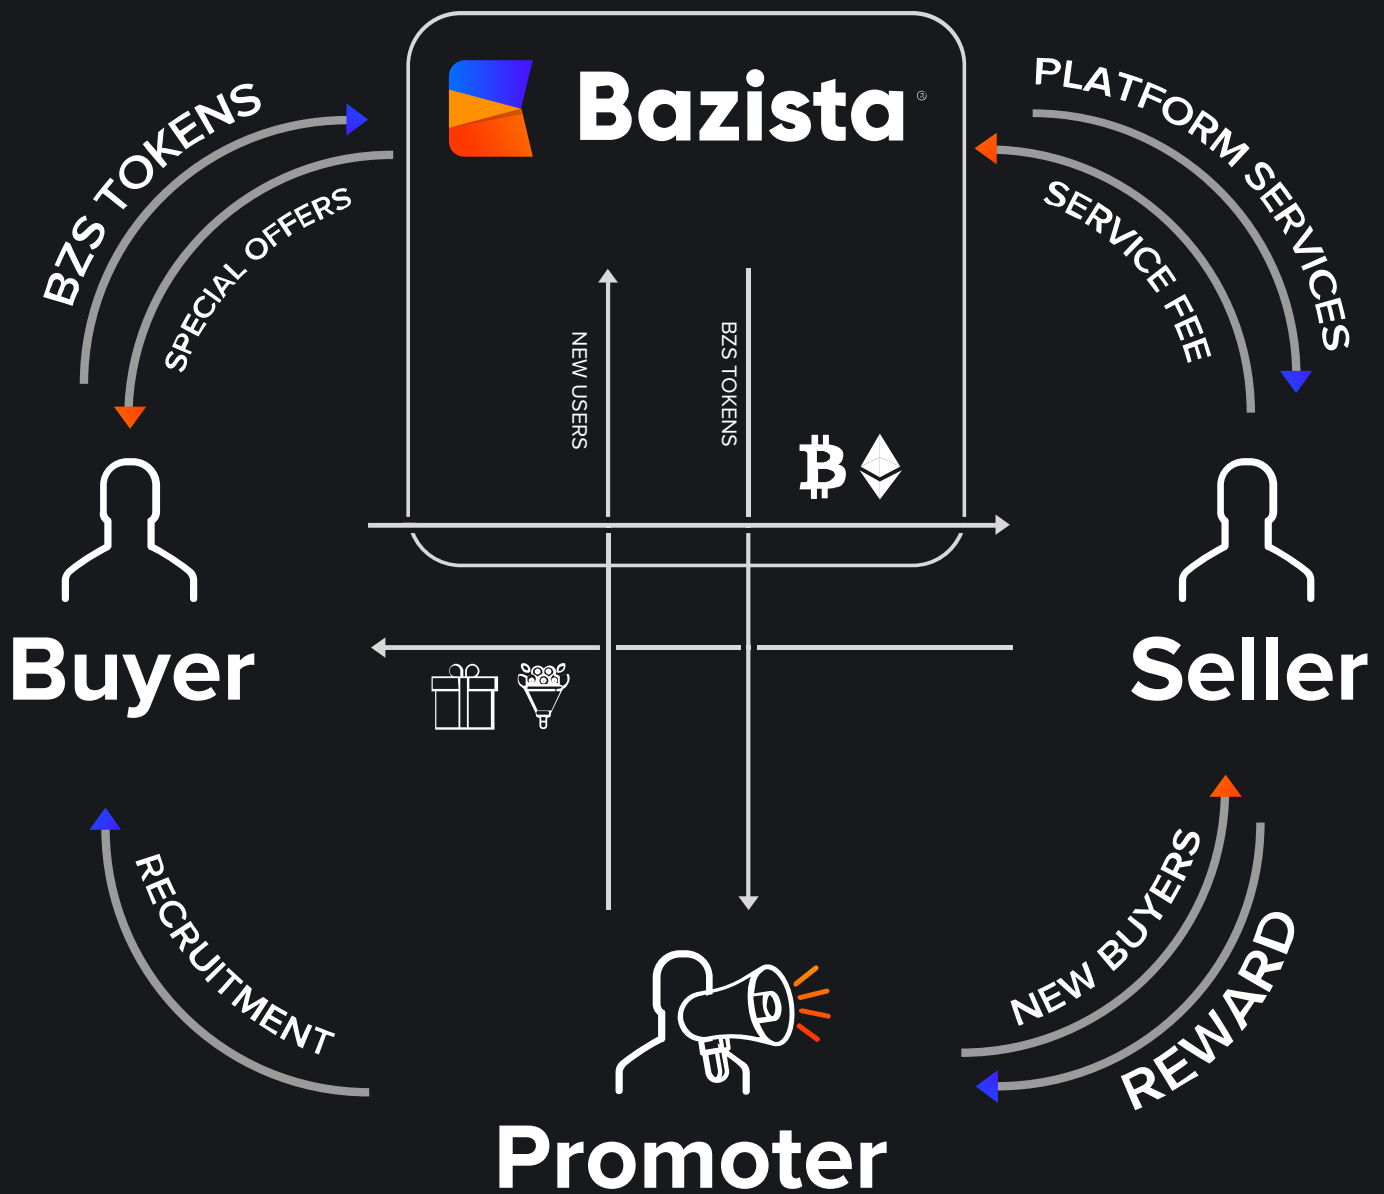 Bazista
BZS TOKENS
SPECIAL OFFERS
PLATFORM SERVICES
SERVICE FEE
NEW USERS
BZS TOKENS
Buyer
Seller
RECRUITMENT
NEW BUYERS
REWARD
Promoter